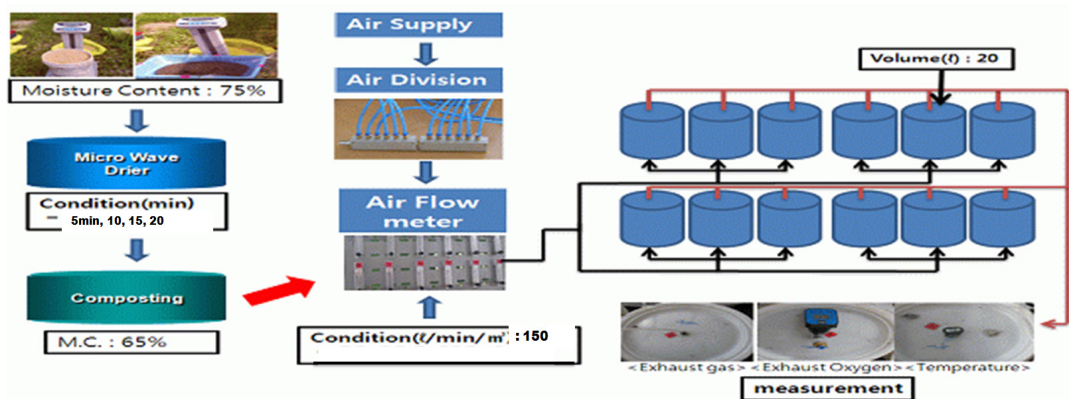 Moisture Content : 75%
Micro Wave
Drier
Condition(min)
5min, 10, 15, 20
Composting
M.C. : 65%
Air Supply
Air Division
Air Flow
meter
Condition(ℓ/min/㎥) : 150
Volume(ℓ) : 20
<Exhaust gas>
<Exhaust Oxygen>
<Temperature>
measurement